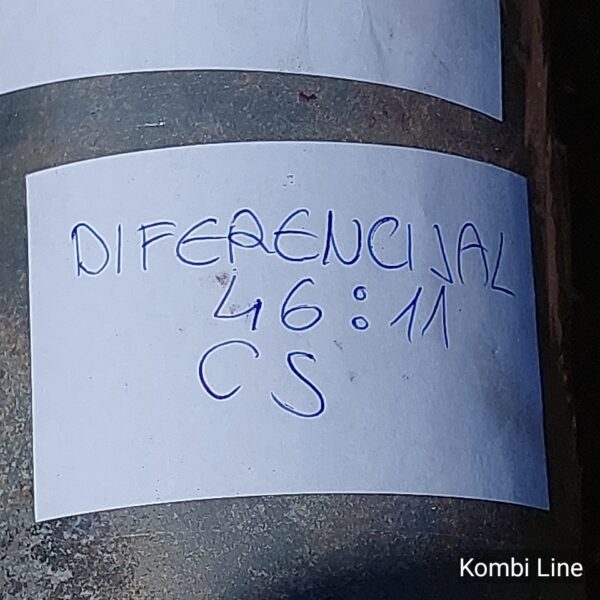 DIFERENCIJAL
46:11
CS
Kombi Line